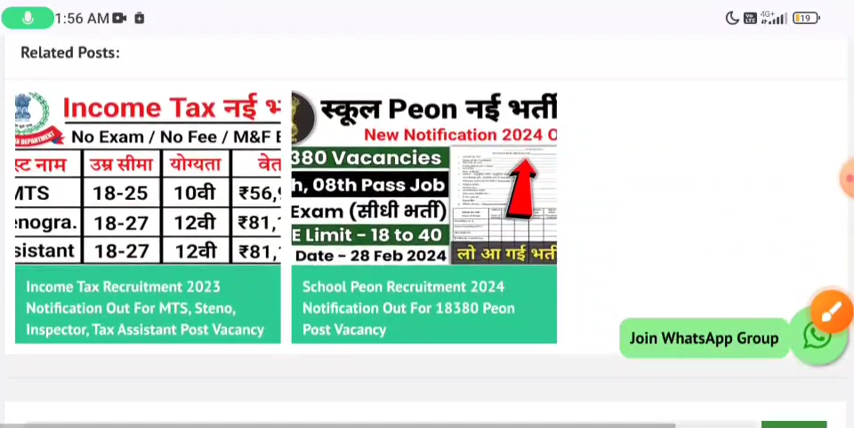 1:56 AM
4G+
19
Related Posts:
Income Tax नई
No Exam / No Fee / M&F
नाम उम्र सीमा योग्यता
MTS 18-25 10वी ₹56,
18-27 12वी ₹81,
18-27 12वी ₹81,
Income Tax Recruitment 2023
Notification Out For MTS, Steno,
Inspector, Tax Assistant Post Vacancy
स्कूल Peon नई भर्ती
New Notification 2024
380 Vacancies
08th Pass Job
Exam (सीधी भर्ती)
Limit - 18 to 40
Date - 28 Feb 2024
लो आ गई
School Peon Recruitment 2024
Notification Out For 18380 Peon
Post Vacancy
Join WhatsApp Group